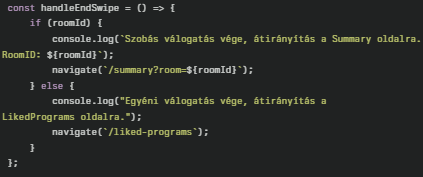 const handleEndSwipe = () => {
if (roomId) {
console.log(`Szobás válogatás vége, átirányítás a Summary oldalra.
RoomID: ${roomId}`);
navigate(`/summary?room=${roomId}`);
} else {
console.log("Egyéni válogatás vége, átirányítás a
LikedPrograms oldalra.");
navigate(`/liked-programs`);
}
};